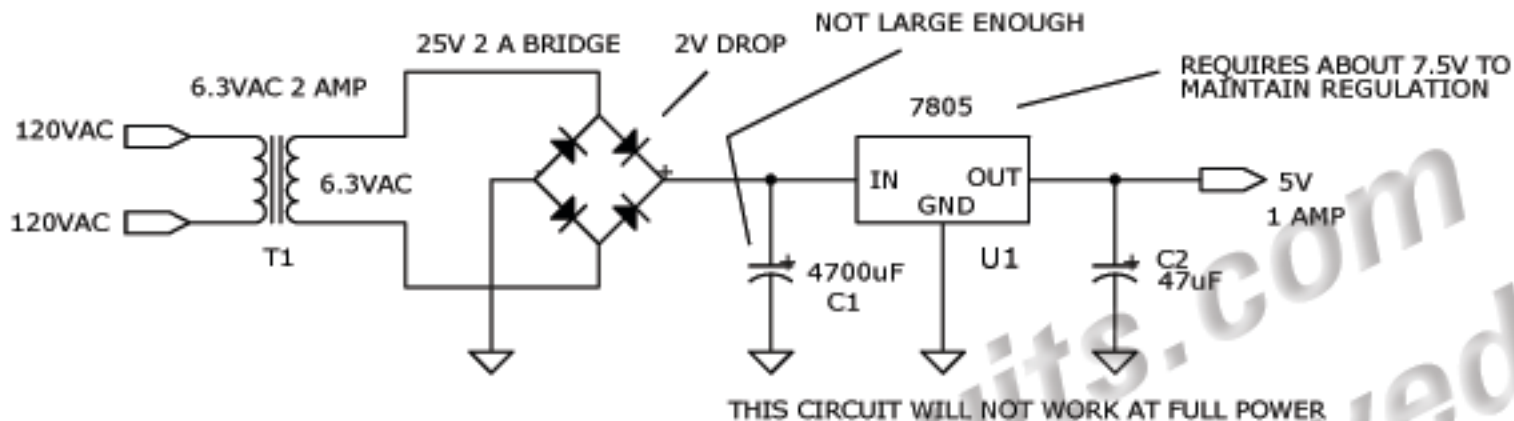 NOT LARGE ENOUGH
25V 2 A BRIDGE
2V DROP
REQUIRES ABOUT 7.5V TO
MAINTAIN REGULATION
6.3VAC 2 AMP
7805
120VAC
6.3VAC
+
IN
OUT
GND
5V
1 AMP
120VAC
T1
U1
+
4700uF
C1
+
C2
47uF
THIS CIRCUIT WILL NOT WORK AT FULL POWER